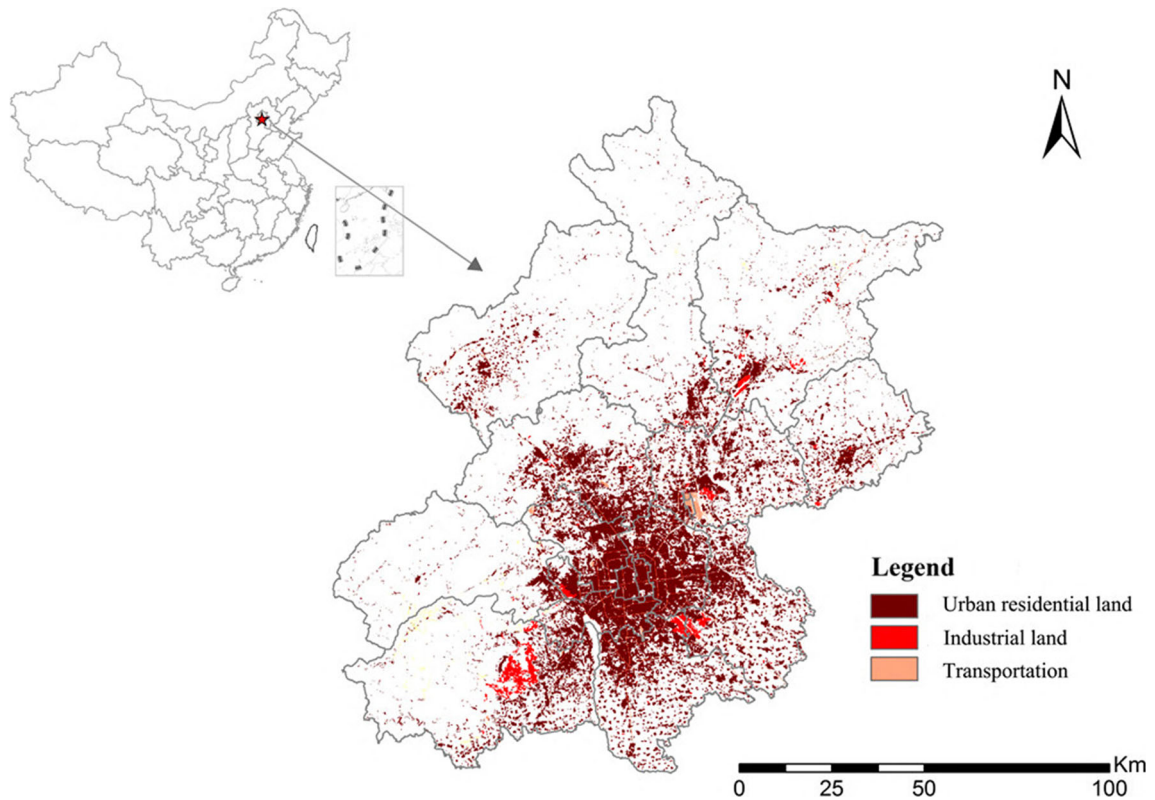 N
Legend
Urban residential land
Industrial land
Transportation
Km
0 25 50 100